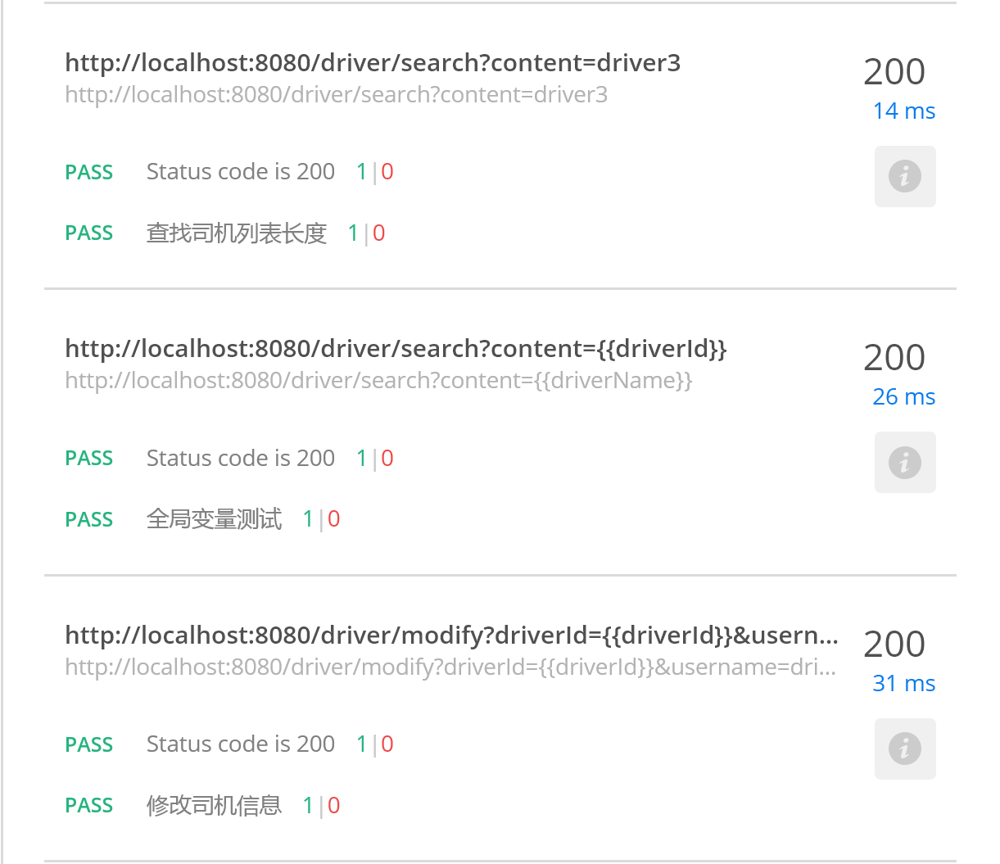 http://localhost:8080/driver/search?content=driver3
200
http://localhost:8080/driver/search?content=driver3
14 ms
PASS Status code is 200 1|0
PASS 查找司机列表长度 1|0
http://localhost:8080/driver/search?content={{driverId}}
200
http://localhost:8080/driver/search?content={{driverName}}
26 ms
PASS Status code is 200 1|0
PASS 全局变量测试 1|0
http://localhost:8080/driver/modify?driverId={{driverId}}&usern...
200
http://localhost:8080/driver/modify?driverId={{driverId}}&username=dri...
31 ms
PASS Status code is 200 1|0
PASS 修改司机信息 1|0